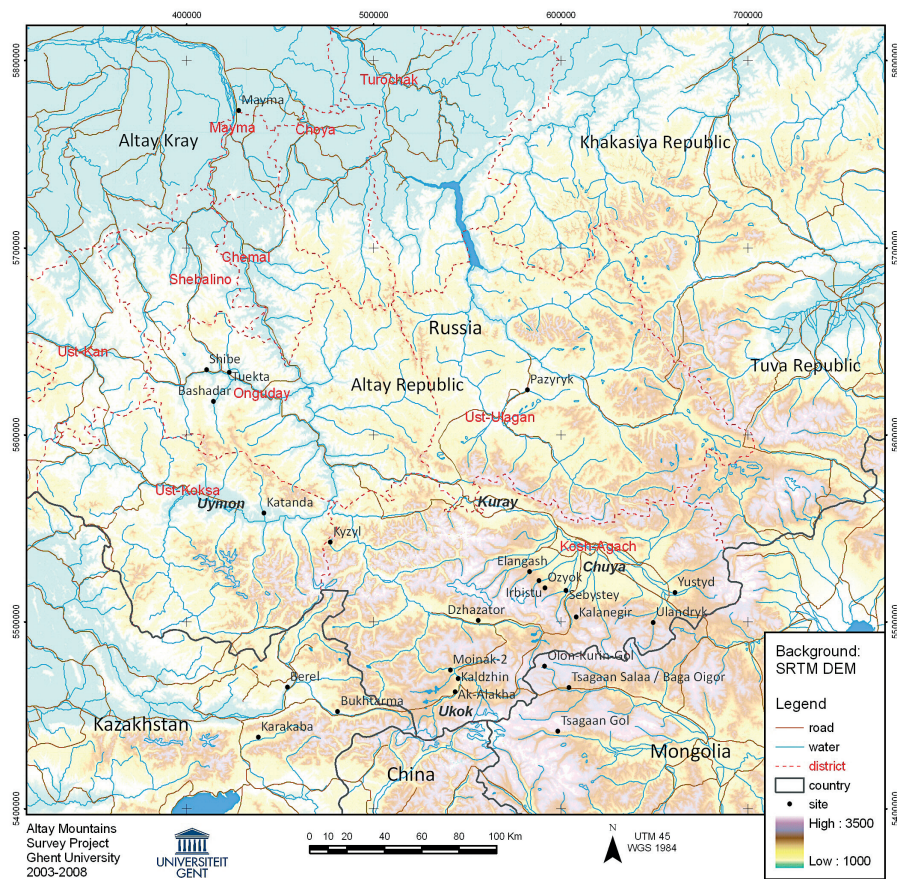 400000 500000 600000 700000
5800000 5800000
Turochak
Mayma
Mayma
Choya
Altay Kray
Khakasiya Republic
5700000 5700000
Chemal
Shebalino
Russia
Ust-Kan
Shibe
Tuekta
Tuva Republic
Altay Republic
Pazyryk
Bashadar
Onguday
Ust-Ulagan
5600000 5600000
Ust-Koksa
Uymon
Katanda
Kuray
Kyzyl
Kosh-Agach
Elangash
Chuya
Ozyok
Yustyd
Irbistu
Sebystey
Dzhazator
Kalanegir
Ulandryk
5500000 5500000
Moinak-2
Olon-Kurin-Gol
Kaldzhin
Tsagaan Salaa / Baga Oigor
Berel
Ak-Alakha
Bukhtarma
Ukok
Kazakhstan
Karakaba
Tsagaan Gol
Mongolia
China
5400000 5400000
Background:
SRTM DEM
Legend
road
water
district
country
site
High : 3500
Low : 1000
Altay Mountains
Survey Project
Ghent University
2003-2008
UNIVERSITEIT
GENT
0 10 20 40 60 80 100 Km
N
UTM 45
WGS 1984